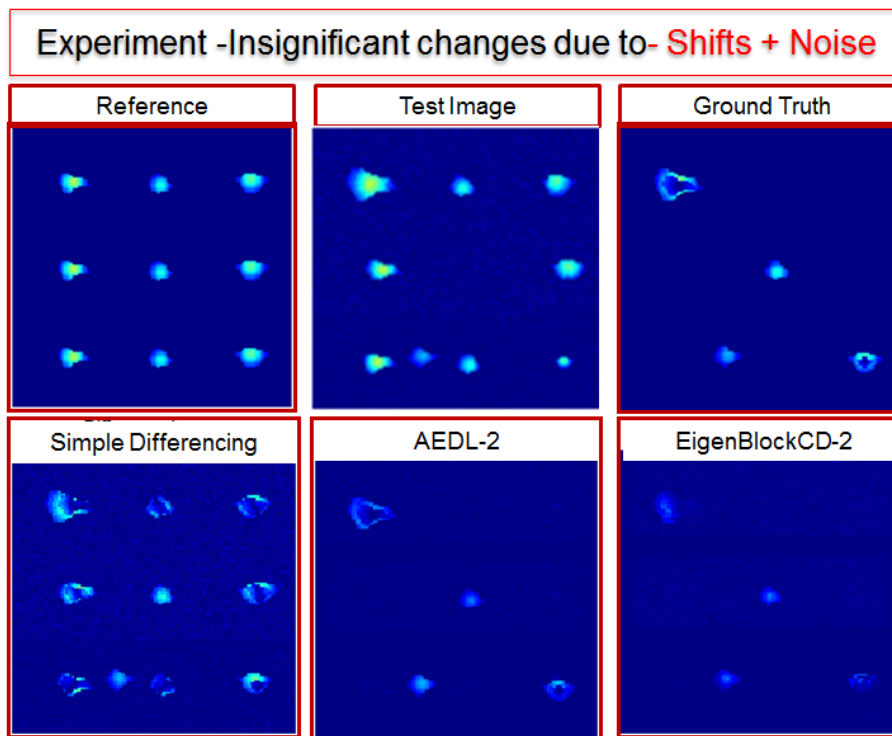 Experiment -Insignificant changes due to- Shifts + Noise
Reference
Test Image
Ground Truth
Simple Differencing
AEDL-2
EigenBlockCD-2